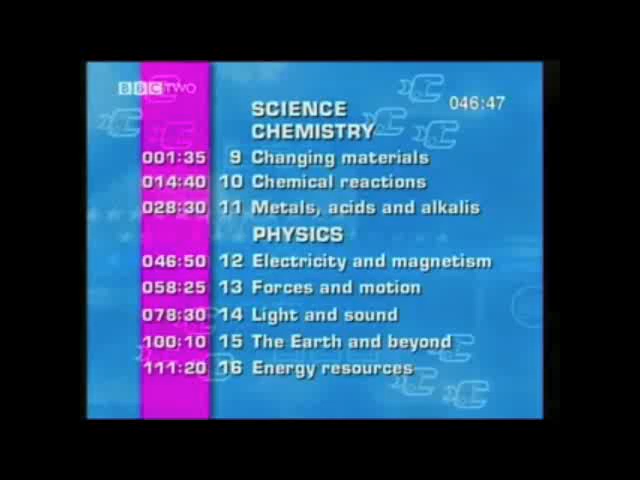 BBC TWO
046:47
SCIENCE
CHEMISTRY
001:35 9 Changing materials
014:40 10 Chemical reactions
028:30 11 Metals, acids and alkalis
PHYSICS
046:50 12 Electricity and magnetism
058:25 13 Forces and motion
078:30 14 Light and sound
100:10 15 The Earth and beyond
111:20 16 Energy resources